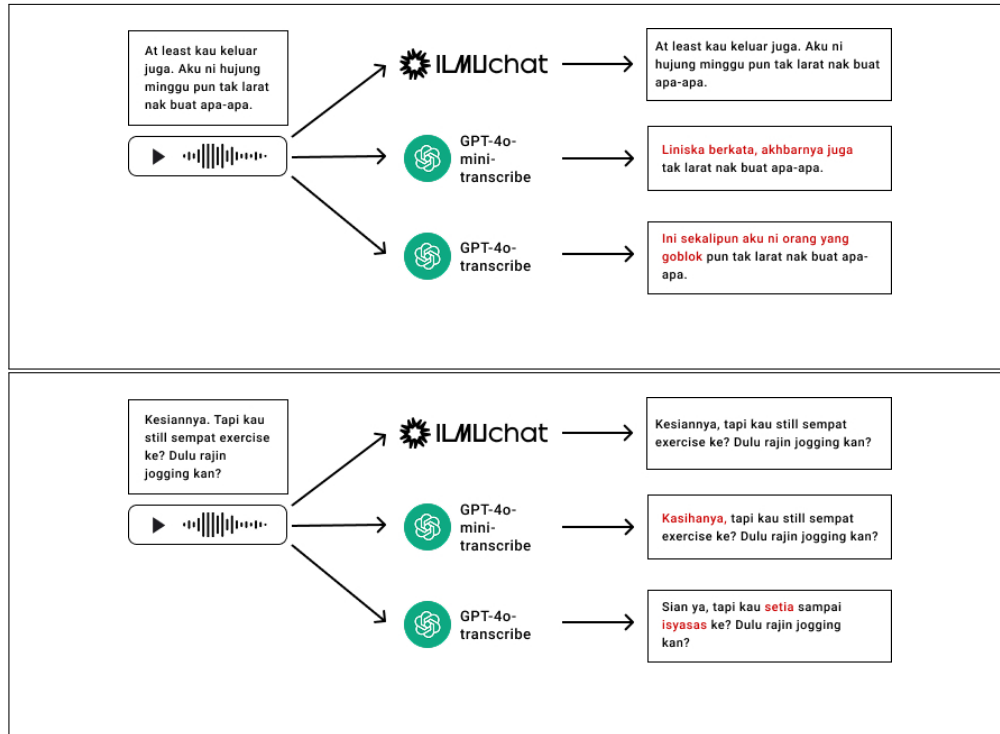 At least kau keluar
juga. Aku ni hujung
minggu pun tak larat
nak buat apa-apa.
ILMUchat
At least kau keluar juga. Aku ni
hujung minggu pun tak larat nak buat
apa-apa.
GPT-4o-
mini-
transcribe
Liniska berkata, akhbarnya juga
tak larat nak buat apa-apa.
GPT-4o-
transcribe
Ini sekalipun aku ni orang yang
goblok pun tak larat nak buat apa-
apa.
Kesiannya. Tapi kau
still sempat exercise
ke? Dulu rajin
jogging kan?
ILMUchat
Kesiannya, tapi kau still sempat
exercise ke? Dulu rajin jogging kan?
GPT-4o-
mini-
transcribe
Kasihanya, tapi kau still sempat
exercise ke? Dulu rajin jogging kan?
GPT-4o-
transcribe
Sian ya, tapi kau setia sampai
isyasas ke? Dulu rajin jogging
kan?